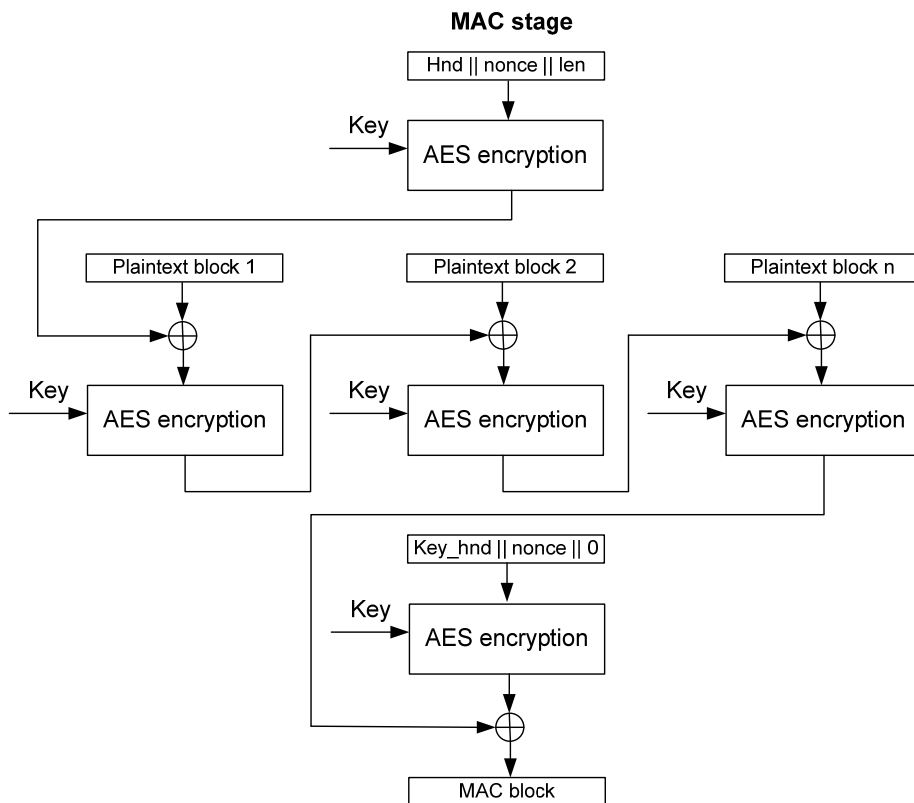 MAC stage
Hnd || nonce || len
Key
AES encryption
Plaintext block 1
Plaintext block 2
Plaintext block n
Key
AES encryption
Key
AES encryption
Key
AES encryption
Key_hnd || nonce || 0
Key
AES encryption
MAC block